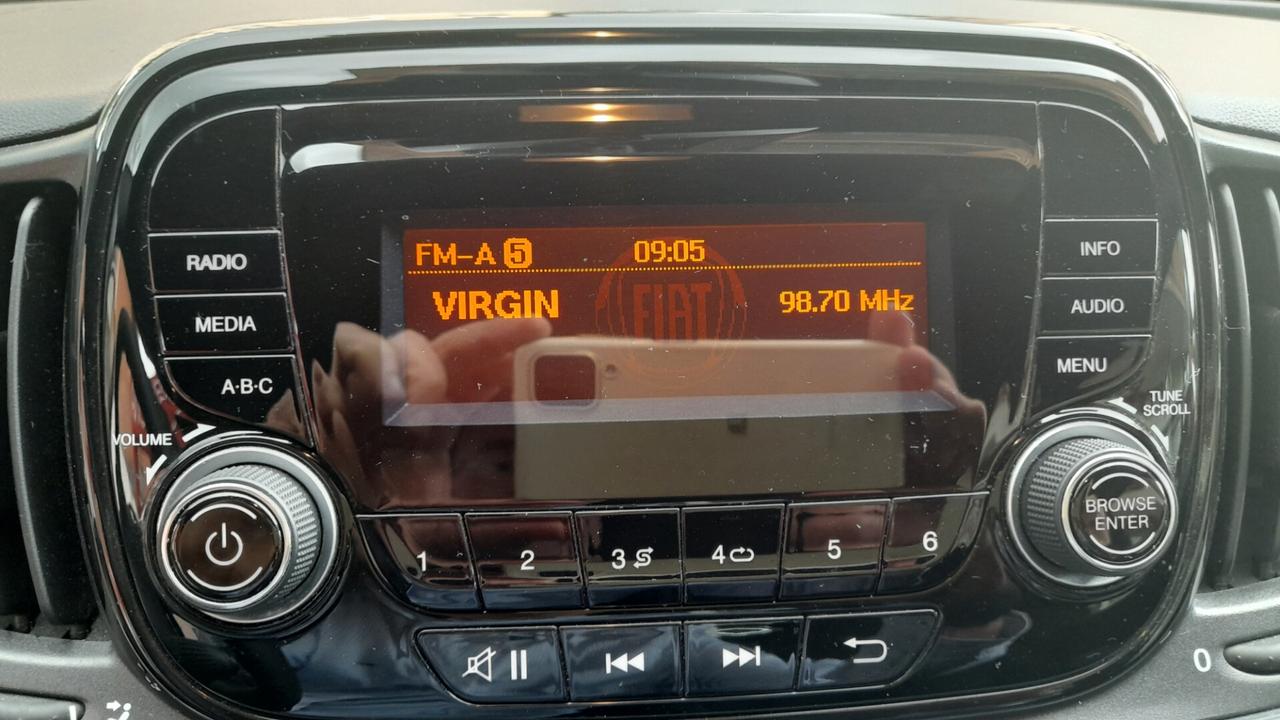 FM-A 5 09:05
VIRGIN 98.70 MHz
FIAT
RADIO
MEDIA
A·B·C
VOLUME
INFO
AUDIO
MENU
TUNE
SCROLL
BROWSE
ENTER
1 2 3 4 5 6
0